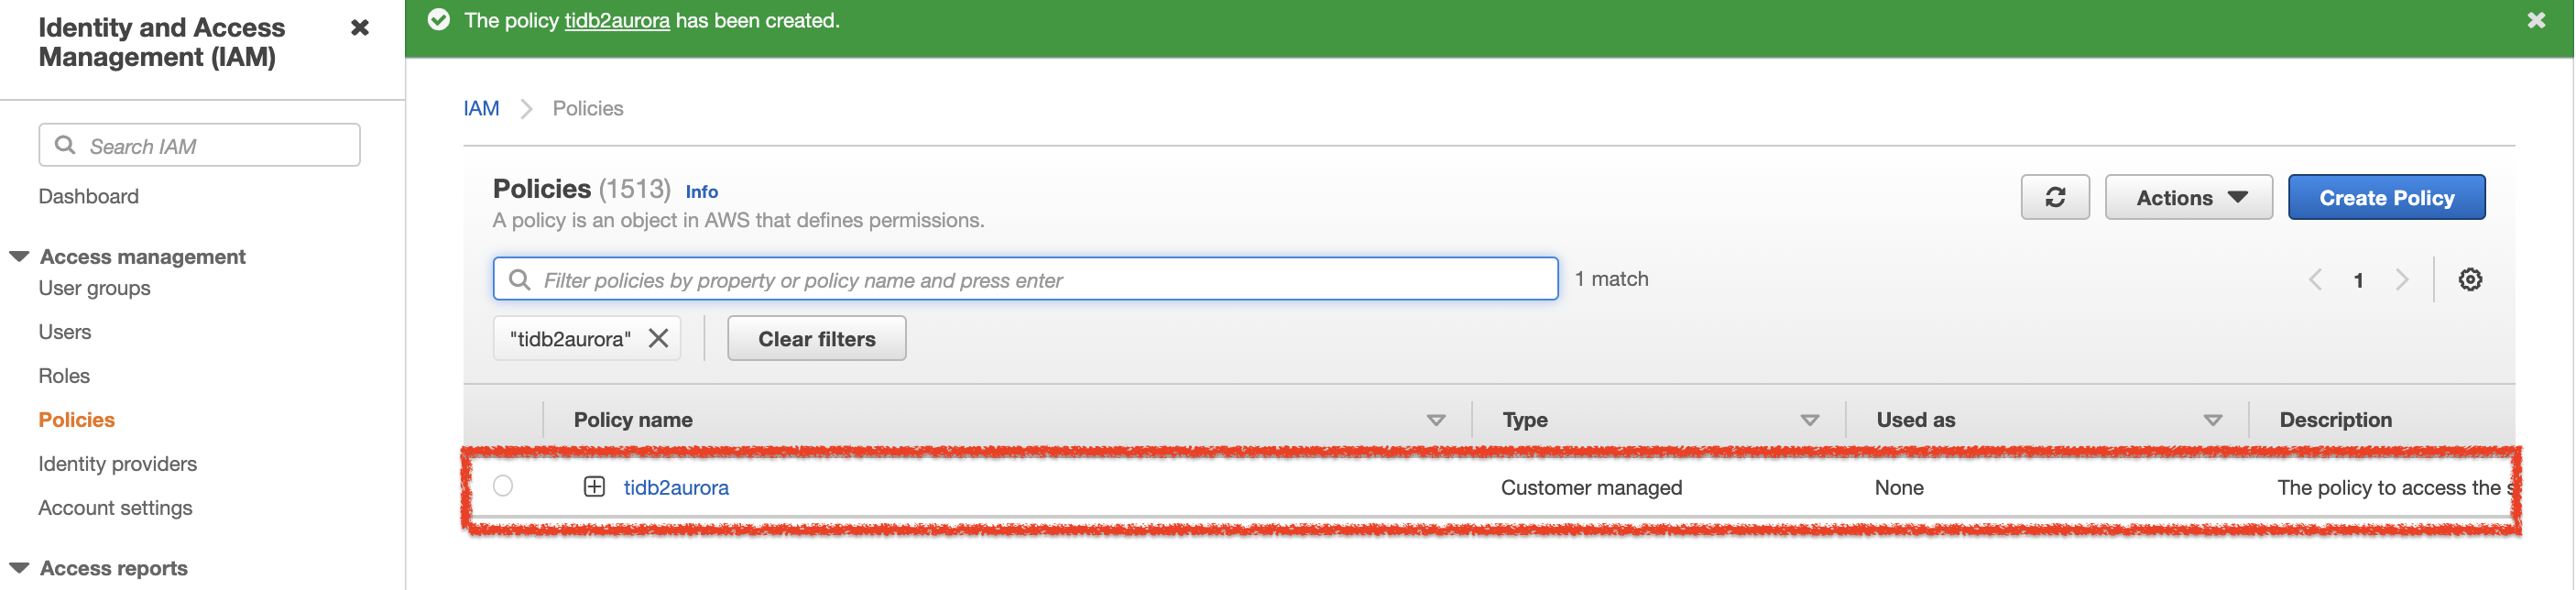 Identity and Access
Management (IAM)
Search IAM
Dashboard
Access management
User groups
Users
Roles
Policies
Identity providers
Account settings
Access reports
The policy tidb2aurora has been created.
IAM > Policies
Policies (1513) Info
A policy is an object in AWS that defines permissions.
Actions
Create Policy
Filter policies by property or policy name and press enter
1 match
1
"tidb2aurora"
Clear filters
Policy name Type Used as Description
tidb2aurora Customer managed None The policy to access the s